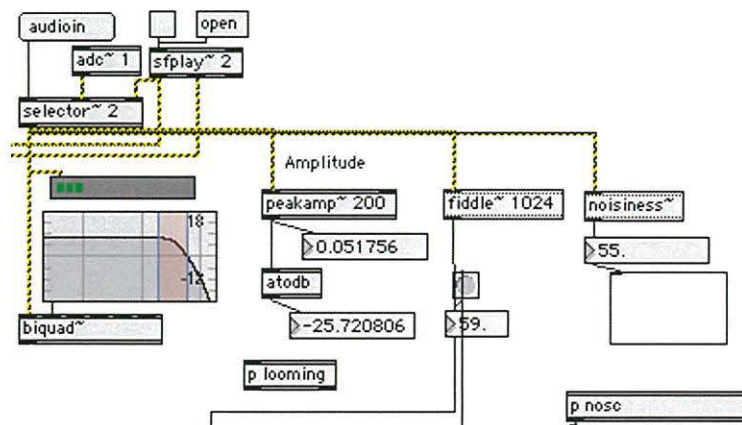 audioin
open
adc~ 1
sfplay~ 2
selector~ 2
Amplitude
peakamp~ 200
fiddle~ 1024
noisiness~
18
0.051756
55.
-12
atodb
biquad~
-25.720806
59.
p looming
p nosc